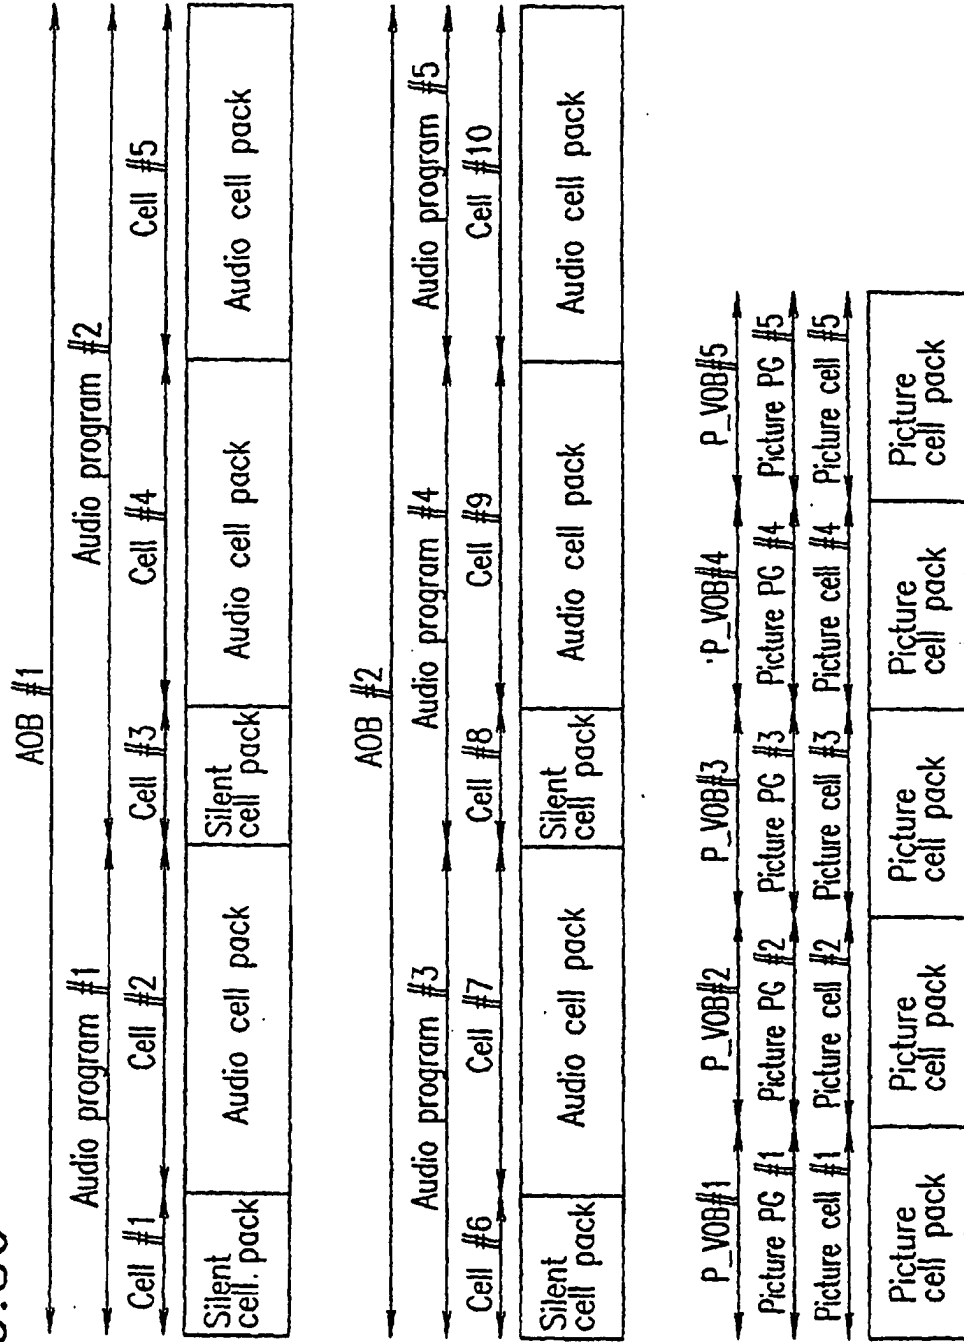 AOB #1
Audio program #1
Audio program #2
Cell #1
Cell #2
Cell #3
Cell #4
Cell #5
Silent
cell. pack
Audio cell pack
Silent
cell pack
Audio cell pack
Audio cell pack
AOB #2
Audio program #3
Audio program #4
Audio program #5
Cell #6
Cell #7
Cell #8
Cell #9
Cell #10
Silent
cell pack
Audio cell pack
Silent
cell pack
Audio cell pack
Audio cell pack
P_VOB#1
P_VOB#2
P_VOB#3
P_VOB#4
P_VOB#5
Picture PG #1
Picture PG #2
Picture PG #3
Picture PG #4
Picture PG #5
Picture cell #1
Picture cell #2
Picture cell #3
Picture cell #4
Picture cell #5
Picture
cell pack
Picture
cell pack
Picture
cell pack
Picture
cell pack
Picture
cell pack